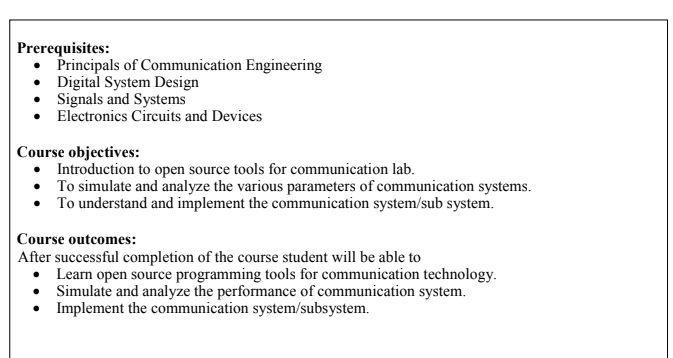 Prerequisites:
• Principals of Communication Engineering
• Digital System Design
• Signals and Systems
• Electronics Circuits and Devices
Course objectives:
• Introduction to open source tools for communication lab.
• To simulate and analyze the various parameters of communication systems.
• To understand and implement the communication system/sub system.
Course outcomes:
After successful completion of the course student will be able to
• Learn open source programming tools for communication technology.
• Simulate and analyze the performance of communication system.
• Implement the communication system/subsystem.